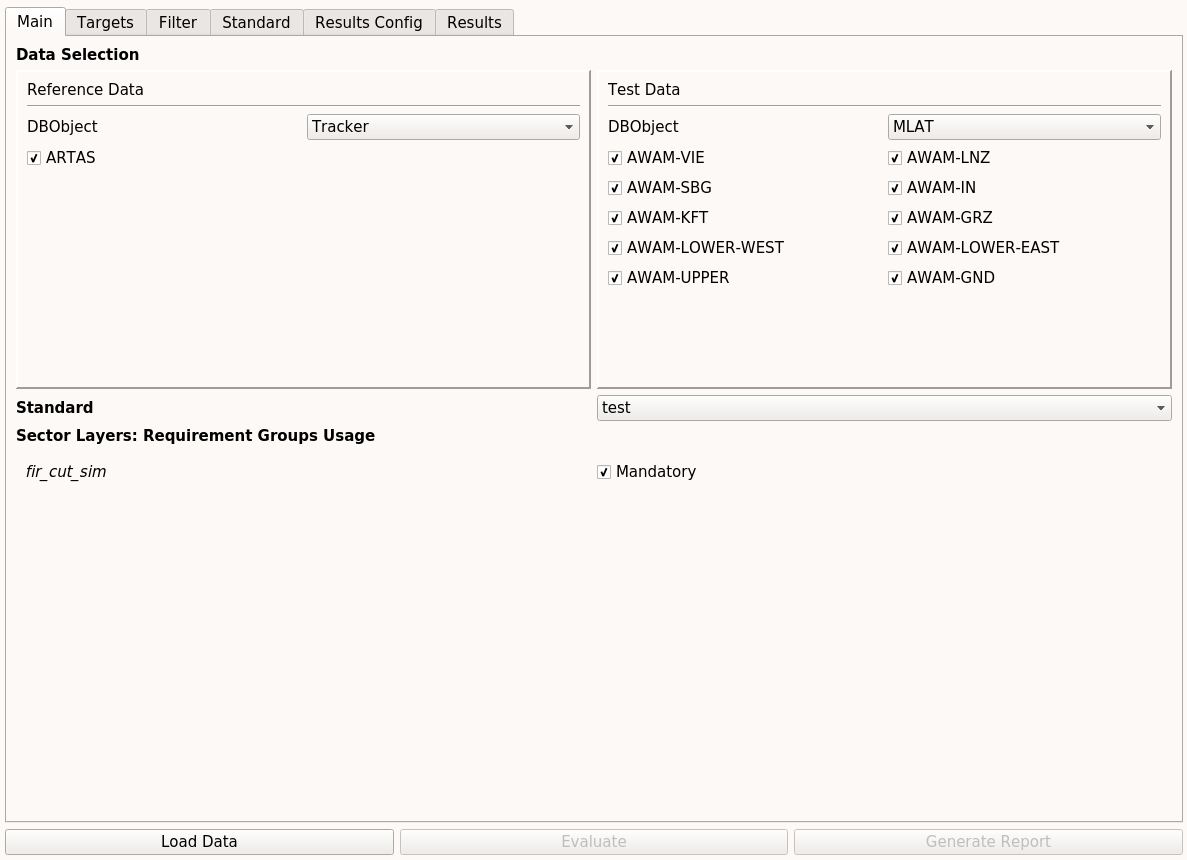 Main Targets Filter Standard Results Config Results
Data Selection
Reference Data
DBObject Tracker
ARTAS
Test Data
DBObject MLAT
AWAM-VIE AWAM-LNZ
AWAM-SBG AWAM-IN
AWAM-KFT AWAM-GRZ
AWAM-LOWER-WEST AWAM-LOWER-EAST
AWAM-UPPER AWAM-GND
Standard test
Sector Layers: Requirement Groups Usage
fir_cut_sim Mandatory
Load Data Evaluate Generate Report